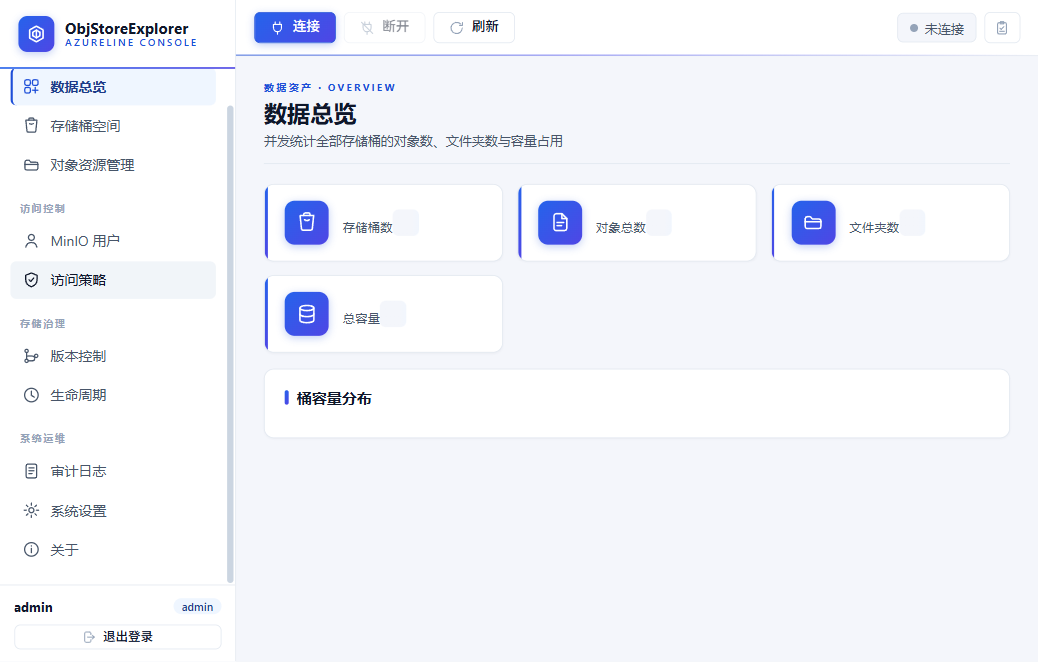 ObjStoreExplorer
AZURELINE CONSOLE
数据总览
存储桶空间
对象资源管理
访问控制
MinIO 用户
访问策略
存储治理
版本控制
生命周期
系统运维
审计日志
系统设置
关于
admin
admin
退出登录
连接
断开
刷新
未连接
数据资产 · OVERVIEW
数据总览
并发统计全部存储桶的对象数、文件夹数与容量占用
存储桶数
对象总数
文件夹数
总容量
桶容量分布